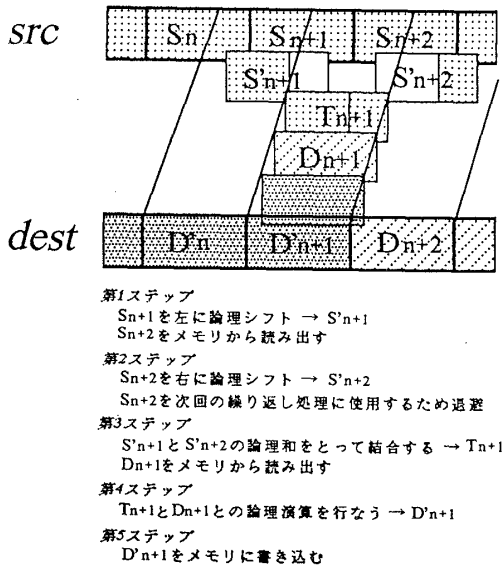 src
Sn Sn+1 Sn+2
S'n+1 S'n+2
Tn+1
Dn+1
dest
D'n D'n+1 Dn+2
第1ステップ
Sn+1を左に論理シフト → S'n+1
Sn+2をメモリから読み出す
第2ステップ
Sn+2を右に論理シフト → S'n+2
Sn+2を次回の繰り返し処理に使用するため退避
第3ステップ
S'n+1とS'n+2の論理和をとって結合する → Tn+1
Dn+1をメモリから読み出す
第4ステップ
Tn+1とDn+1との論理演算を行なう → D'n+1
第5ステップ
D'n+1をメモリに書き込む